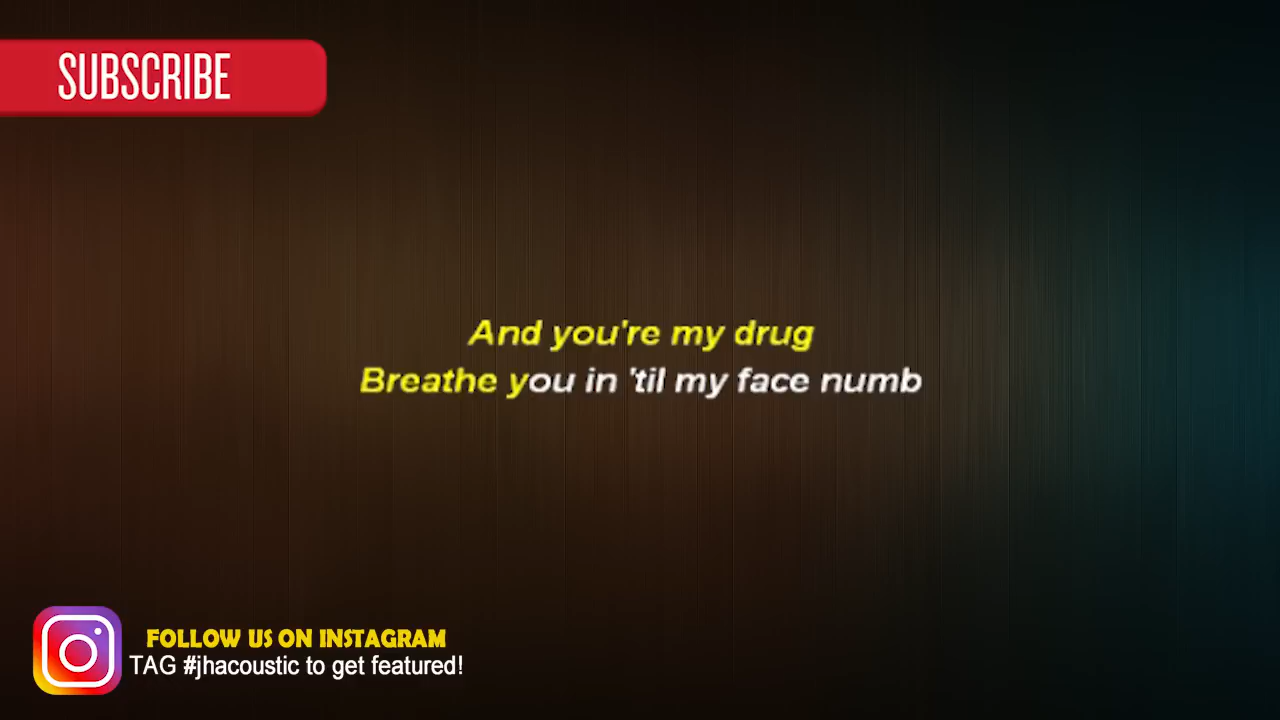 SUBSCRIBE
And you're my drug
Breathe you in 'til my face numb
FOLLOW US ON INSTAGRAM
TAG #jhacoustic to get featured!